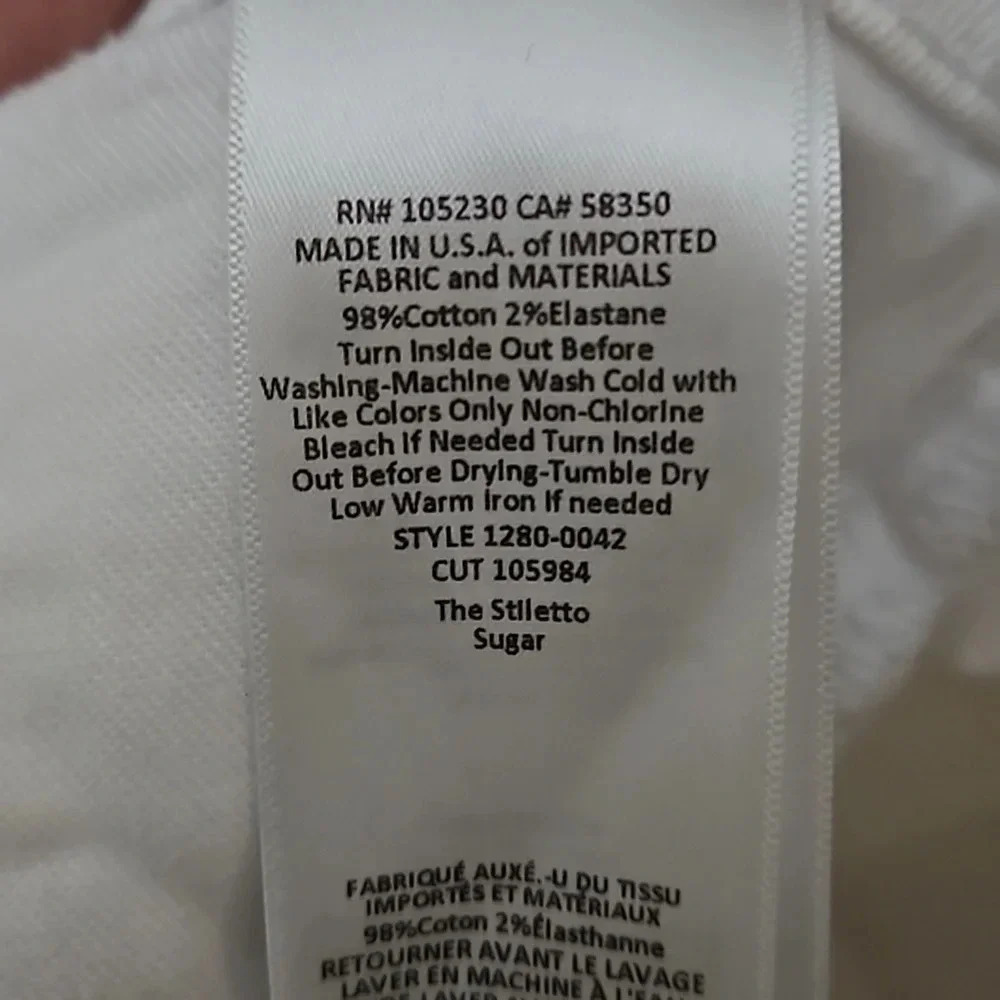 RN# 105230 CA# 58350
MADE IN U.S.A. of IMPORTED
FABRIC and MATERIALS
98%Cotton 2%Elastane
Turn Inside Out Before
Washing-Machine Wash Cold with
Like Colors Only Non-Chlorine
Bleach If Needed Turn Inside
Out Before Drying-Tumble Dry
Low Warm Iron If needed
STYLE 1280-0042
CUT 105984
The Stiletto
Sugar
FABRIQUÉ AUXÉ.-U DU TISSU
IMPORTÉS ET MATÉRIAUX
98%Coton 2%Élasthanne
RETOURNER AVANT LE LAVAGE
LAVER EN MACHINE À